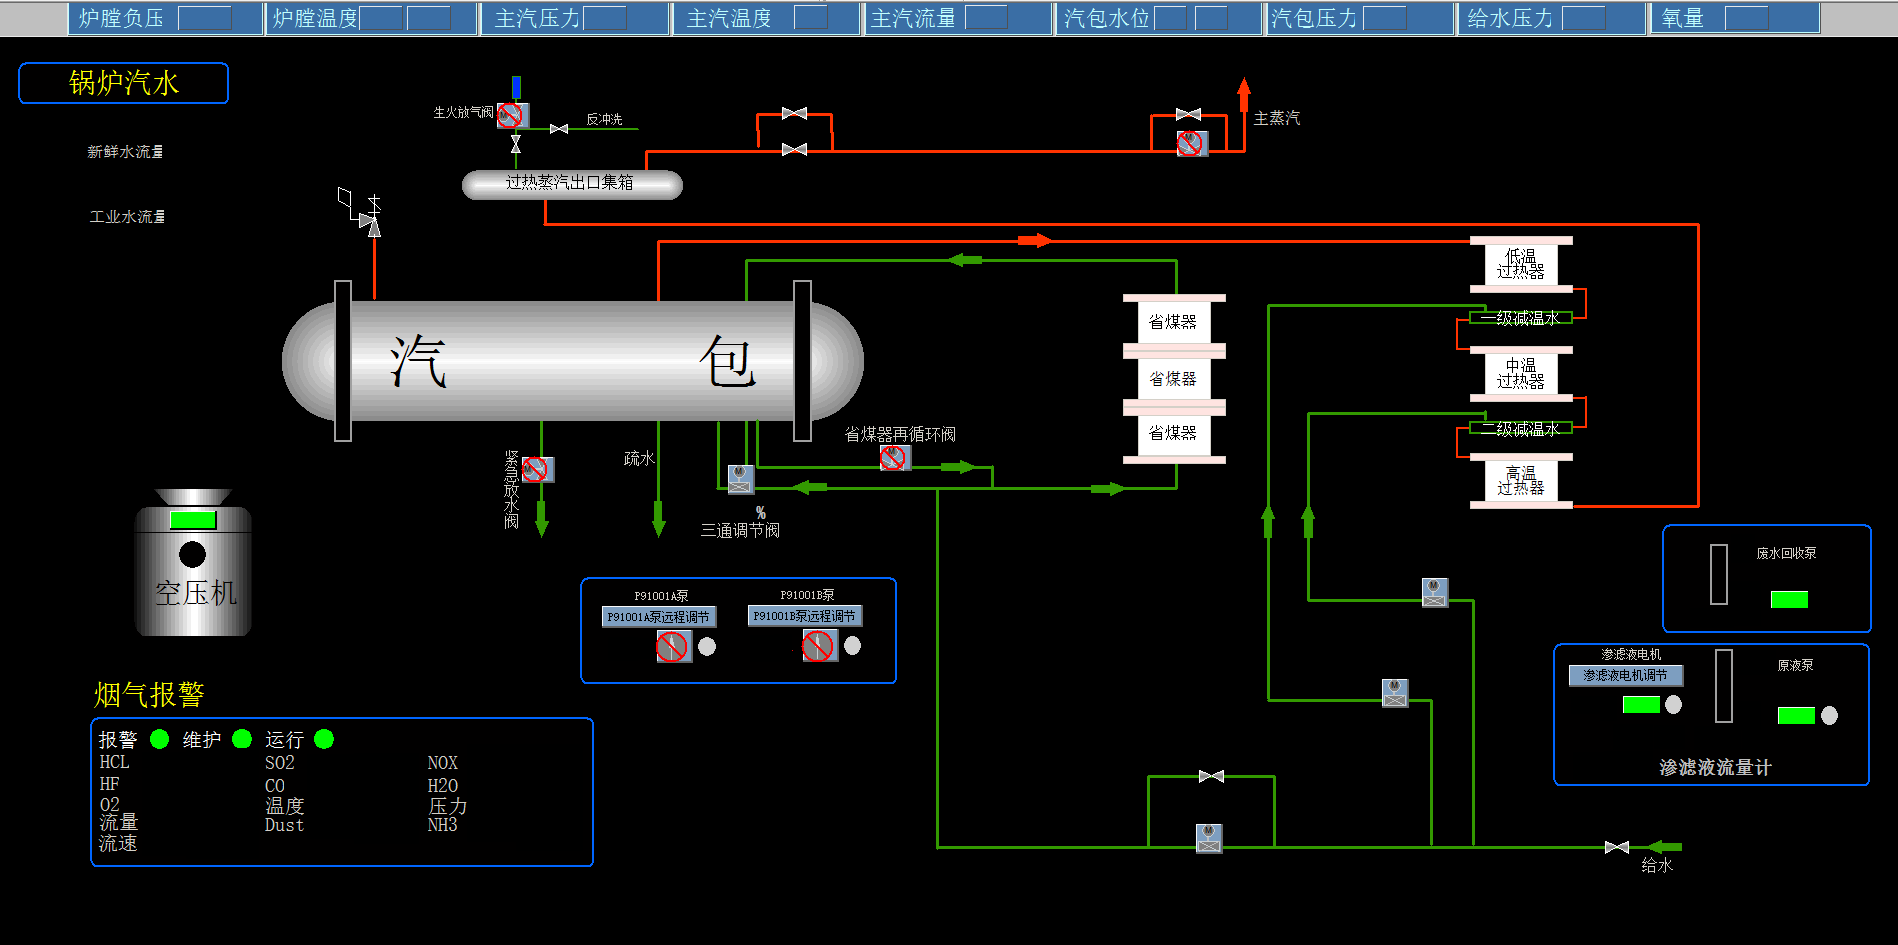 炉膛负压
炉膛温度
主汽压力
主汽温度
主汽流量
汽包水位
汽包压力
给水压力
氧量
锅炉汽水
生火放气阀
反冲洗
主蒸汽
新鲜水流量
过热蒸汽出口集箱
工业水流量
低温
过热器
一级减温水
省煤器
汽 包
中温
过热器
省煤器
二级减温水
省煤器
省煤器再循环阀
高温
过热器
紧急放水阀
疏水
%
三通调节阀
空压机
P91001A泵
P91001B泵
P91001A泵远程调节
P91001B泵远程调节
废水回收泵
渗滤液电机
渗滤液电机调节
原液泵
渗滤液流量计
烟气报警
报警 维护 运行
HCL SO2 NOX
HF CO H2O
O2 温度 压力
流量 Dust NH3
流速
给水
M
M
M
M
M
M
M
M